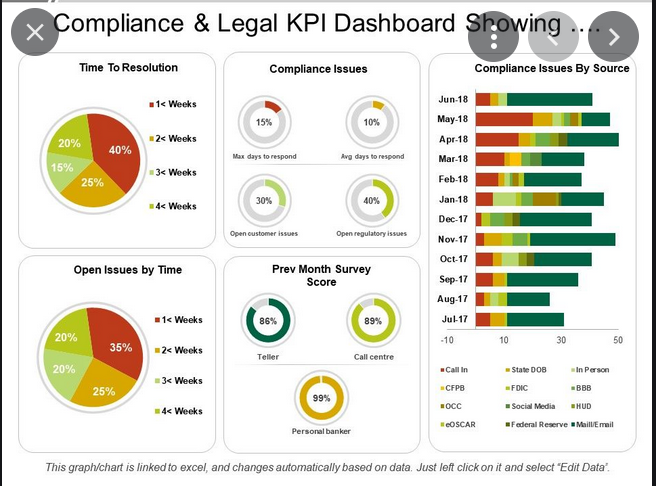 Compliance & Legal KPI Dashboard Showing ....
Time To Resolution
40%
25%
15%
20%
1< Weeks
2< Weeks
3< Weeks
4< Weeks
Compliance Issues
15%
Max days to respond
10%
Avg days to respond
30%
Open customer issues
40%
Open regulatory issues
Compliance Issues By Source
Jun-18
May-18
Apr-18
Mar-18
Feb-18
Jan-18
Dec-17
Nov-17
Oct-17
Sep-17
Aug-17
Jul-17
-10 0 10 20 30 40 50
Call In State DOB In Person
CFPB FDIC BBB
OCC Social Media HUD
eOSCAR Federal Reserve Maill/Email
Open Issues by Time
35%
25%
20%
20%
1< Weeks
2< Weeks
3< Weeks
4< Weeks
Prev Month Survey
Score
86%
Teller
89%
Call centre
99%
Personal banker
This graph/chart is linked to excel, and changes automatically based on data. Just left click on it and select “Edit Data’.